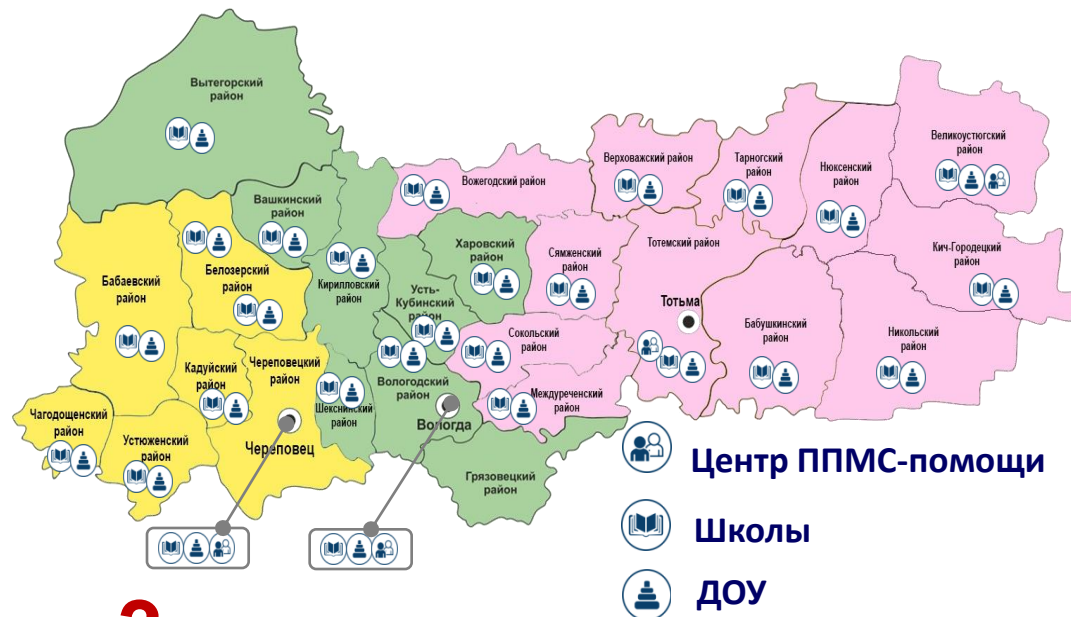 Вытегорский
район
Великоустюгский
район
Верховажский район
Тарногский
район
Нюксенский
район
Вожегодский район
Вашкинский
район
Харовский
район
Сямженский
район
Тотемский район
Кич-Городецкий
район
Белозерский
район
Бабаевский
район
Кирилловский
район
Усть-
Кубинский
район
Тотьма
Сокольский
район
Бабушкинский
район
Никольский
район
Кадуйский
район
Череповецкий
район
Вологодский
район
Междуреченский
район
Шекснинский
район
Чагодощенский
район
Устюженский
район
Череповец
Вологда
Грязовецкий
район
Центр ППМС-помощи
Школы
ДОУ